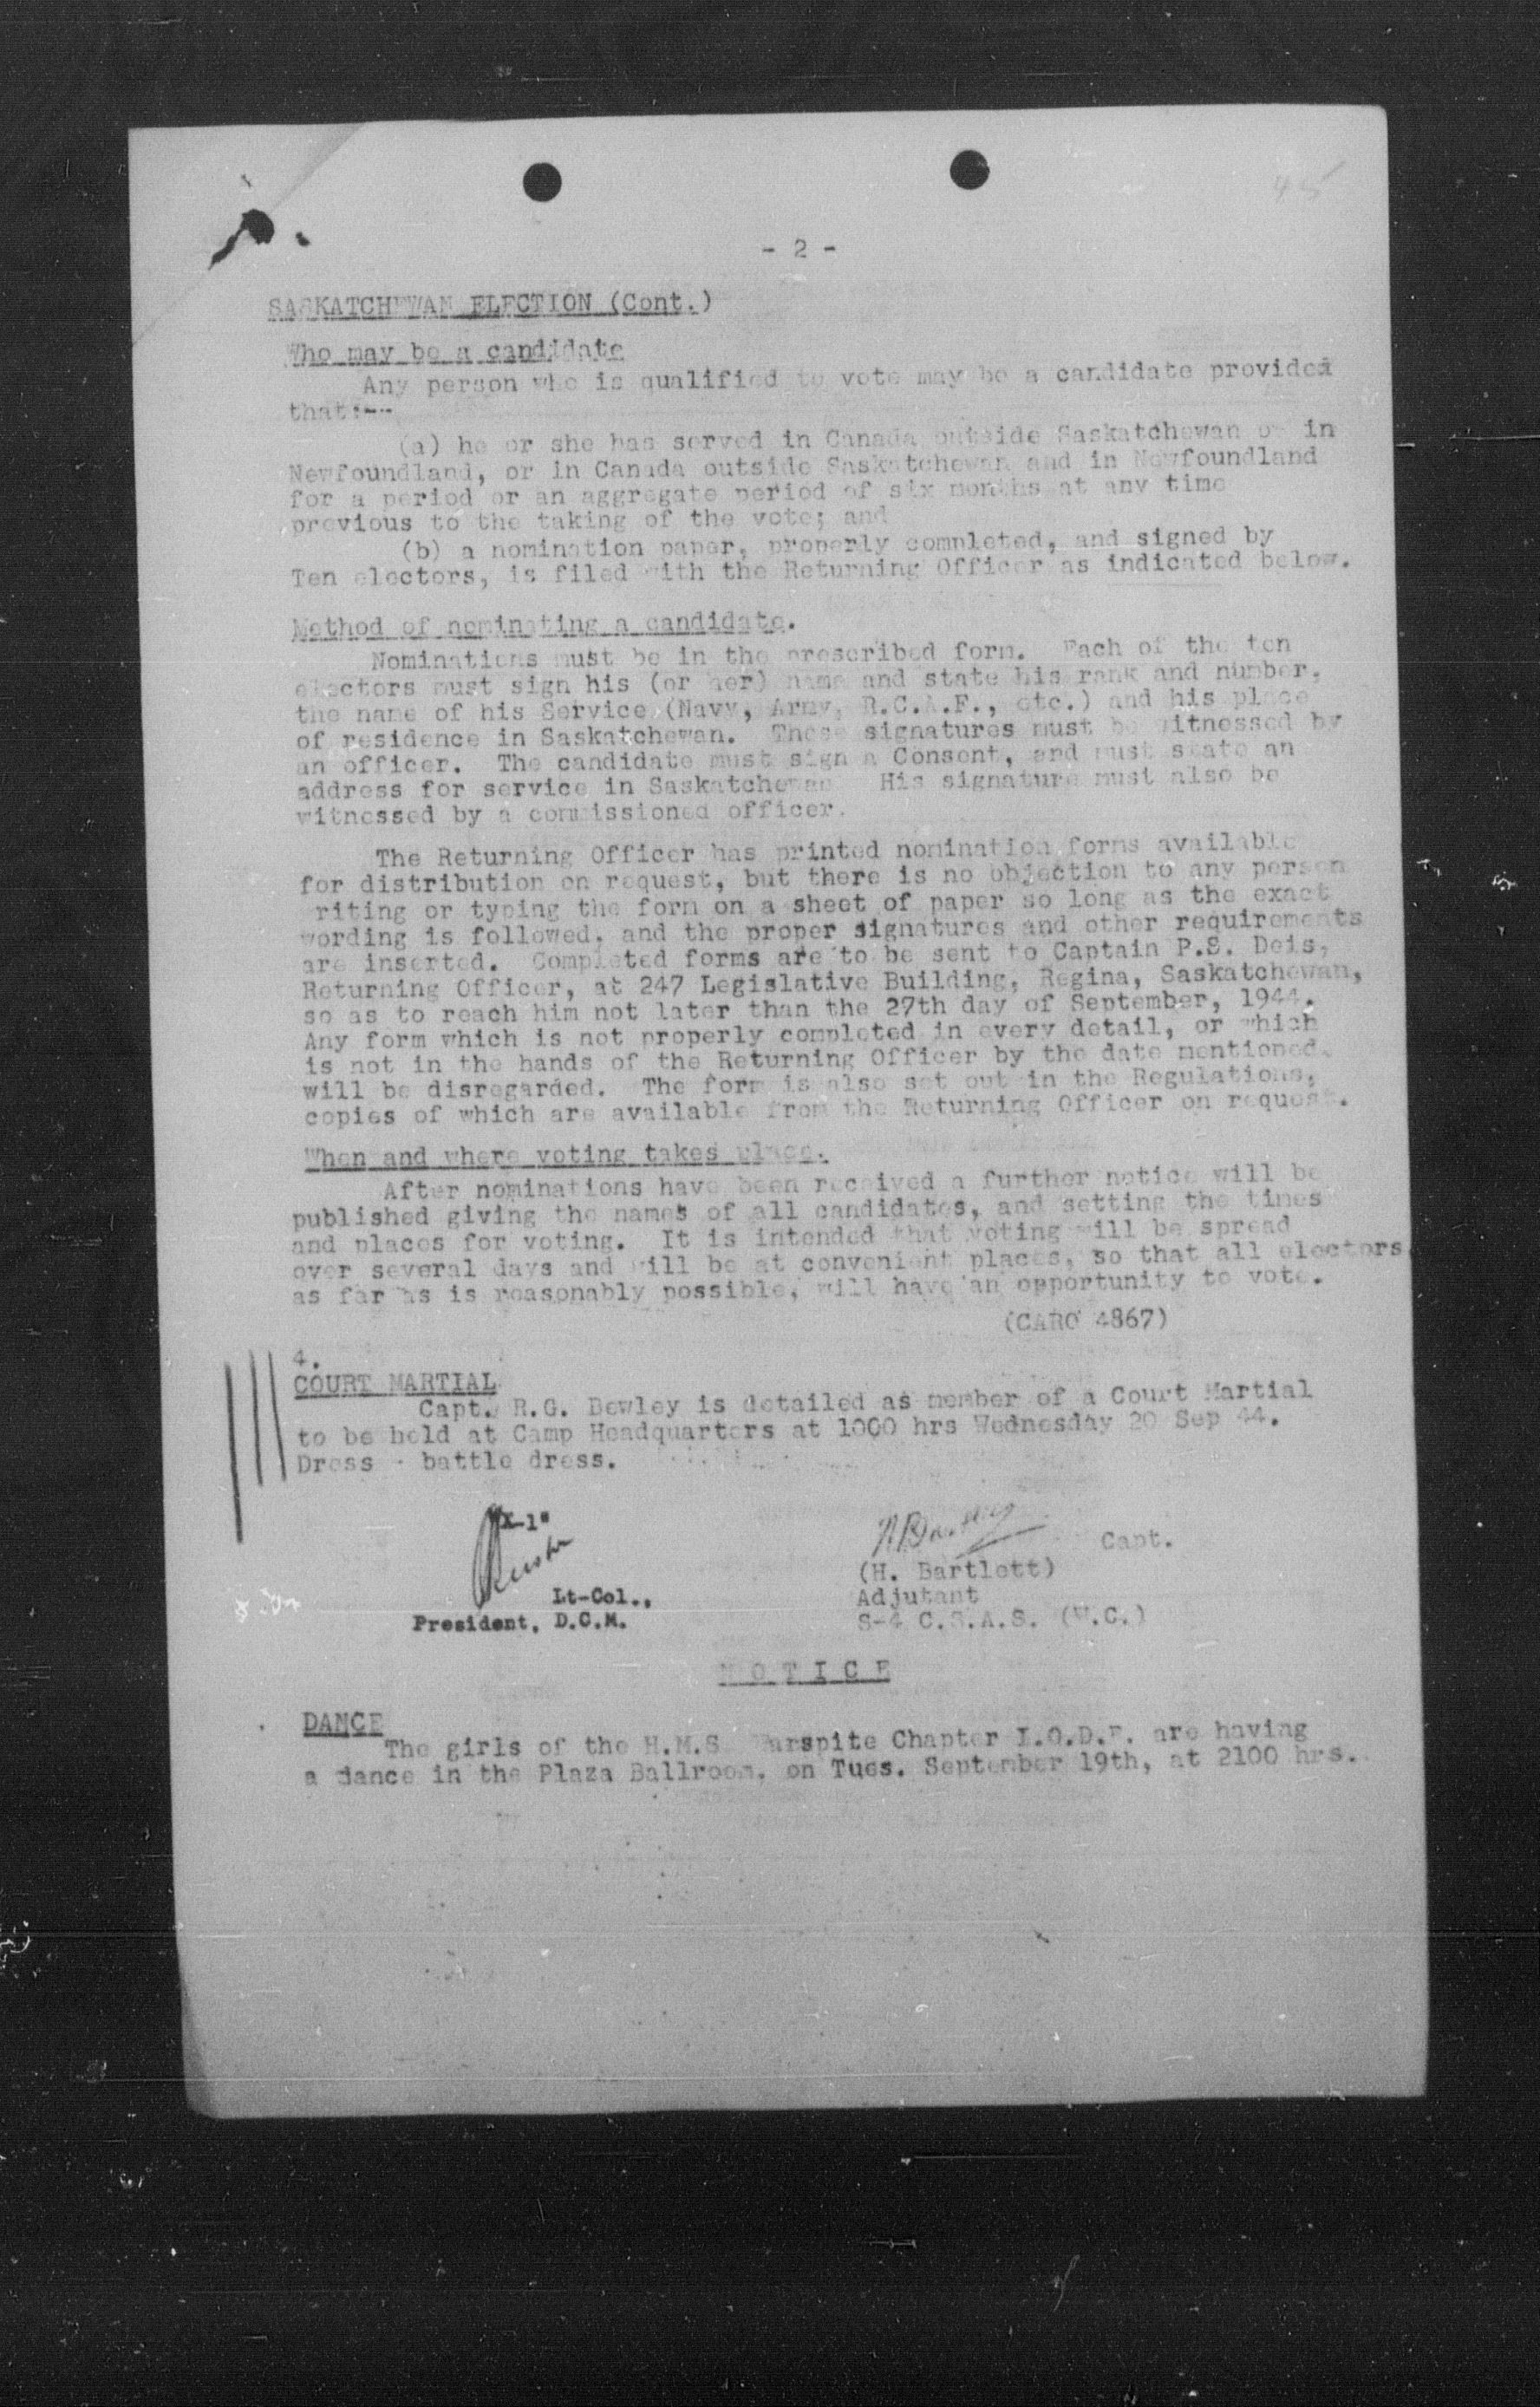 45
- 2 -
SASKATCHEWAN ELECTION (Cont.)
Who may be a candidate
Any person who is qualified to vote may be a candidate provided
that:--
(a) he or she has served in Canada outside Saskatchewan or in
Newfoundland, or in Canada outside Saskatchewan and in Newfoundland
for a period or an aggregate period of six months at any time
previous to the taking of the vote; and
(b) a nomination paper, properly completed, and signed by
Ten electors, is filed with the Returning Officer as indicated below.
Method of nominating a candidate.
Nominations must be in the prescribed form. Each of the ten
electors must sign his (or her) name and state his rank and number,
the name of his Service (Navy, Army, R.C.A.F., etc.) and his place
of residence in Saskatchewan. These signatures must be witnessed by
an officer. The candidate must sign a Consent, and must state an
address for service in Saskatchewan His signature must also be
witnessed by a commissioned officer.
The Returning Officer has printed nomination forms available
for distribution on request, but there is no objection to any person
riting or typing the form on a sheet of paper so long as the exact
wording is followed, and the proper signatures and other requirements
are inserted. Completed forms are to be sent to Captain P.S. Deis,
Returning Officer, at 247 Legislative Building, Regina, Saskatchewan,
so as to reach him not later than the 27th day of September, 1944.
Any form which is not properly completed in every detail, or which
is not in the hands of the Returning Officer by the date mentioned
will be disregarded. The form is also set out in the Regulations,
copies of which are available from the Returning Officer on request.
When and where voting takes place.
After nominations have been received a further notice will be
published giving the names of all candidates, and setting the times
and places for voting. It is intended that voting will be spread
over several days and will be at convenient places, so that all electors
as far as is reasonably possible, will have an opportunity to vote.
(CARO 4867)
4.
COURT MARTIAL
Capt. R.G. Bewley is detailed as member of a Court Martial
to be held at Camp Headquarters at 1000 hrs Wednesday 20 Sep 44.
Dress - battle dress.
"X-1"
Capt.
(H. Bartlett)
Lt-Col.,
Adjutant
President, D.C.M.
S-4 C.S.A.S. (W.C.)
NOTICE
DANCE
The girls of the H.M.S. Warspite Chapter I.O.D.E. are having
a dance in the Plaza Ballroom, on Tues. September 19th, at 2100 hrs.